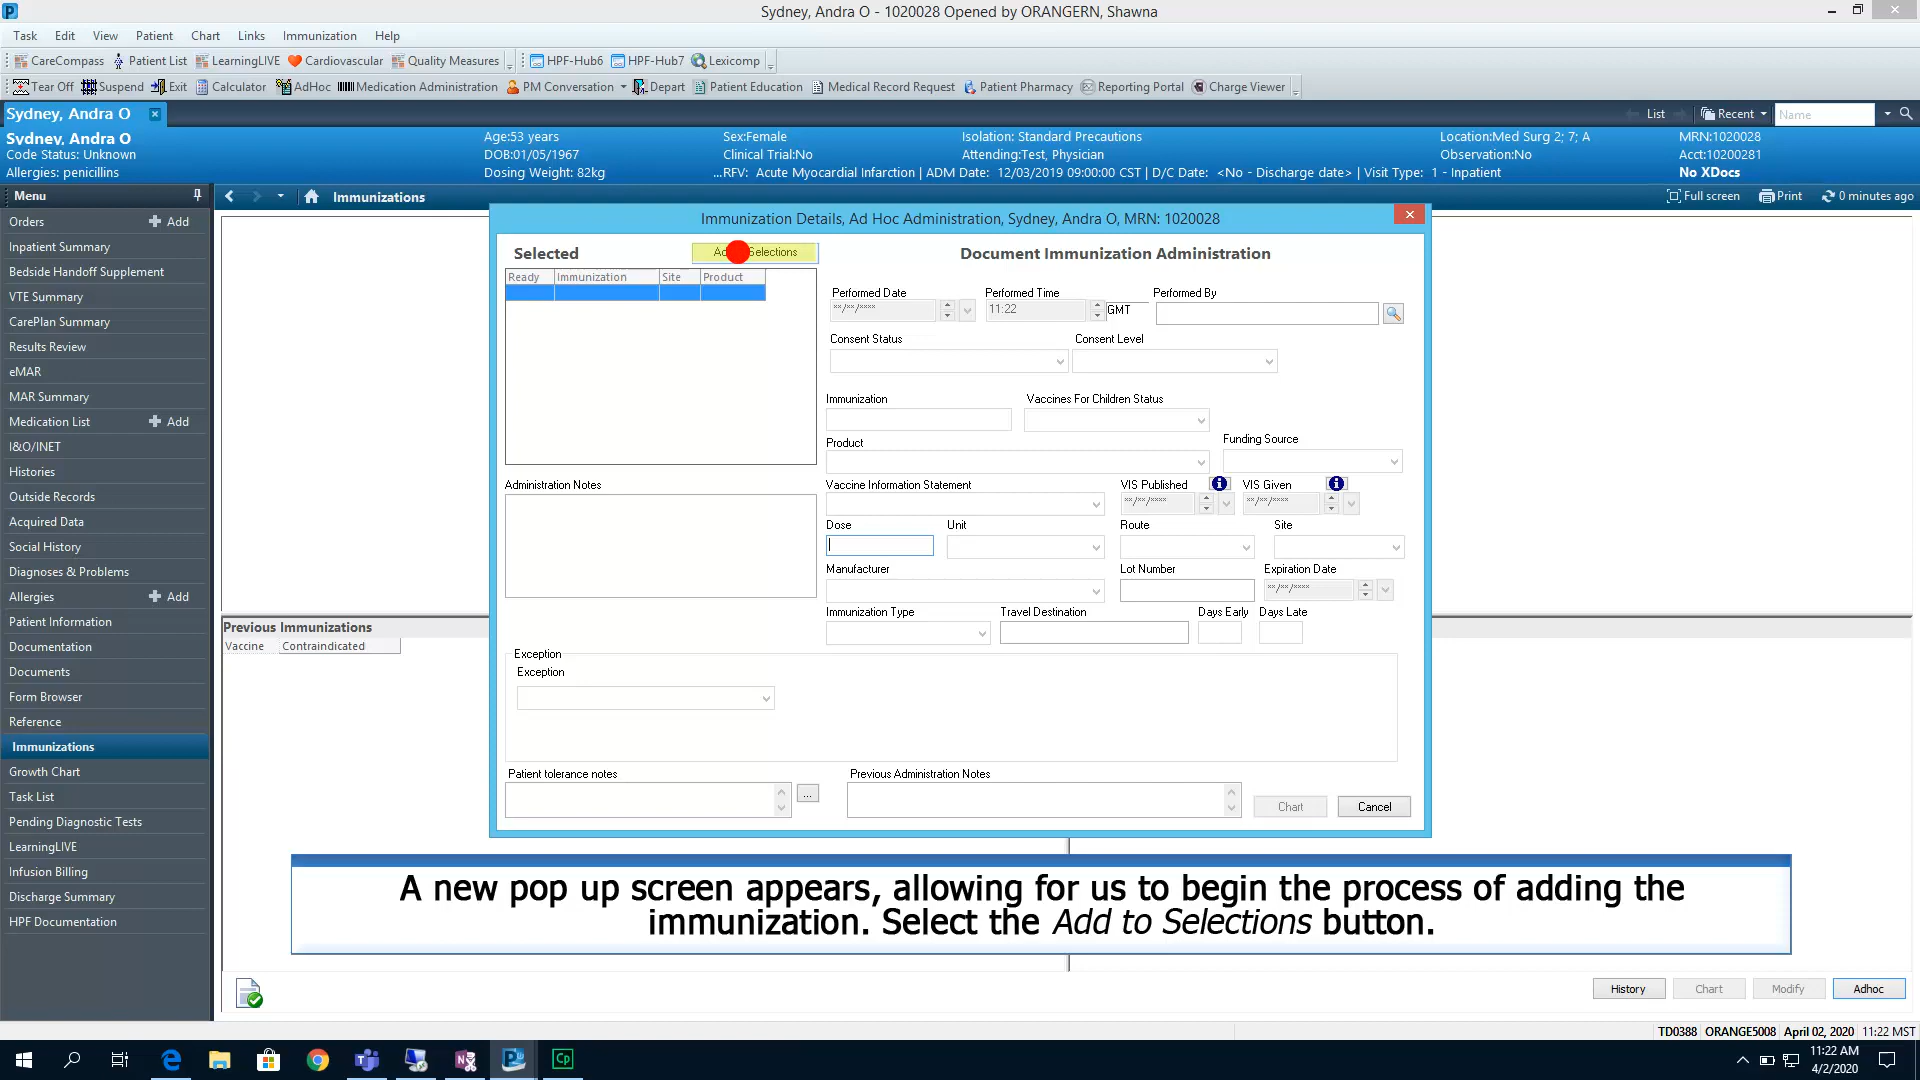 Sydney, Andra O - 1020028 Opened by ORANGERN, Shawna
Task Edit View Patient Chart Links Immunization Help
CareCompass Patient List LearningLIVE Cardiovascular Quality Measures HPF-Hub6 HPF-Hub7 Lexicomp
Tear Off Suspend Exit Calculator AdHoc Medication Administration PM Conversation Depart Patient Education Medical Record Request Patient Pharmacy Reporting Portal Charge Viewer
Sydney, Andra O List Recent Name
Sydney, Andra O Age:53 years Sex:Female Isolation: Standard Precautions Location:Med Surg 2; 7; A MRN:1020028
Code Status: Unknown DOB:01/05/1967 Clinical Trial:No Attending:Test, Physician Observation:No Acct:10200281
Allergies: penicillins Dosing Weight: 82kg ...RFV: Acute Myocardial Infarction | ADM Date: 12/03/2019 09:00:00 CST | D/C Date: <No - Discharge date> | Visit Type: 1 - Inpatient No XDocs
Menu Immunizations Full screen Print 0 minutes ago
Orders Add
Inpatient Summary
Bedside Handoff Supplement
VTE Summary
CarePlan Summary
Results Review
eMAR
MAR Summary
Medication List Add
I&O/INET
Histories
Outside Records
Acquired Data
Social History
Diagnoses & Problems
Allergies Add
Patient Information
Documentation
Documents
Form Browser
Reference
Immunizations
Growth Chart
Task List
Pending Diagnostic Tests
LearningLIVE
Infusion Billing
Discharge Summary
HPF Documentation
Immunization Details, Ad Hoc Administration, Sydney, Andra O, MRN: 1020028
Selected Selections Document Immunization Administration
Ready Immunization Site Product
Performed Date Performed Time Performed By
**/**/**** 11:22 GMT
Consent Status Consent Level
Immunization Vaccines For Children Status
Product Funding Source
Administration Notes Vaccine Information Statement VIS Published VIS Given
**/**/**** **/**/****
Dose Unit Route Site
Manufacturer Lot Number Expiration Date
**/**/****
Immunization Type Travel Destination Days Early Days Late
Exception
Exception
Patient tolerance notes Previous Administration Notes
... Chart Cancel
Previous Immunizations
Vaccine Contraindicated
A new pop up screen appears, allowing for us to begin the process of adding the
immunization. Select the Add to Selections button.
History Chart Modify Adhoc
TD0388 ORANGE5008 April 02, 2020 11:22 MST
11:22 AM
4/2/2020